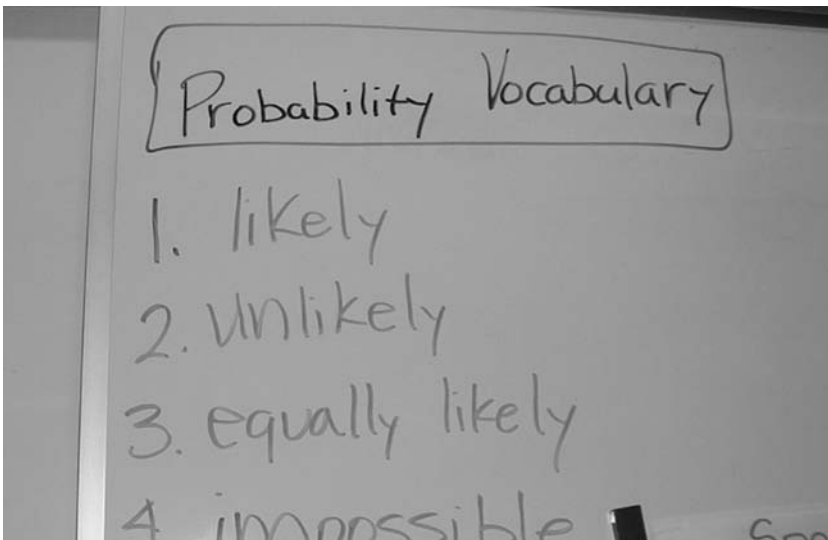 Probability Vocabulary
1. likely
2. unlikely
3. equally likely
4 impossible